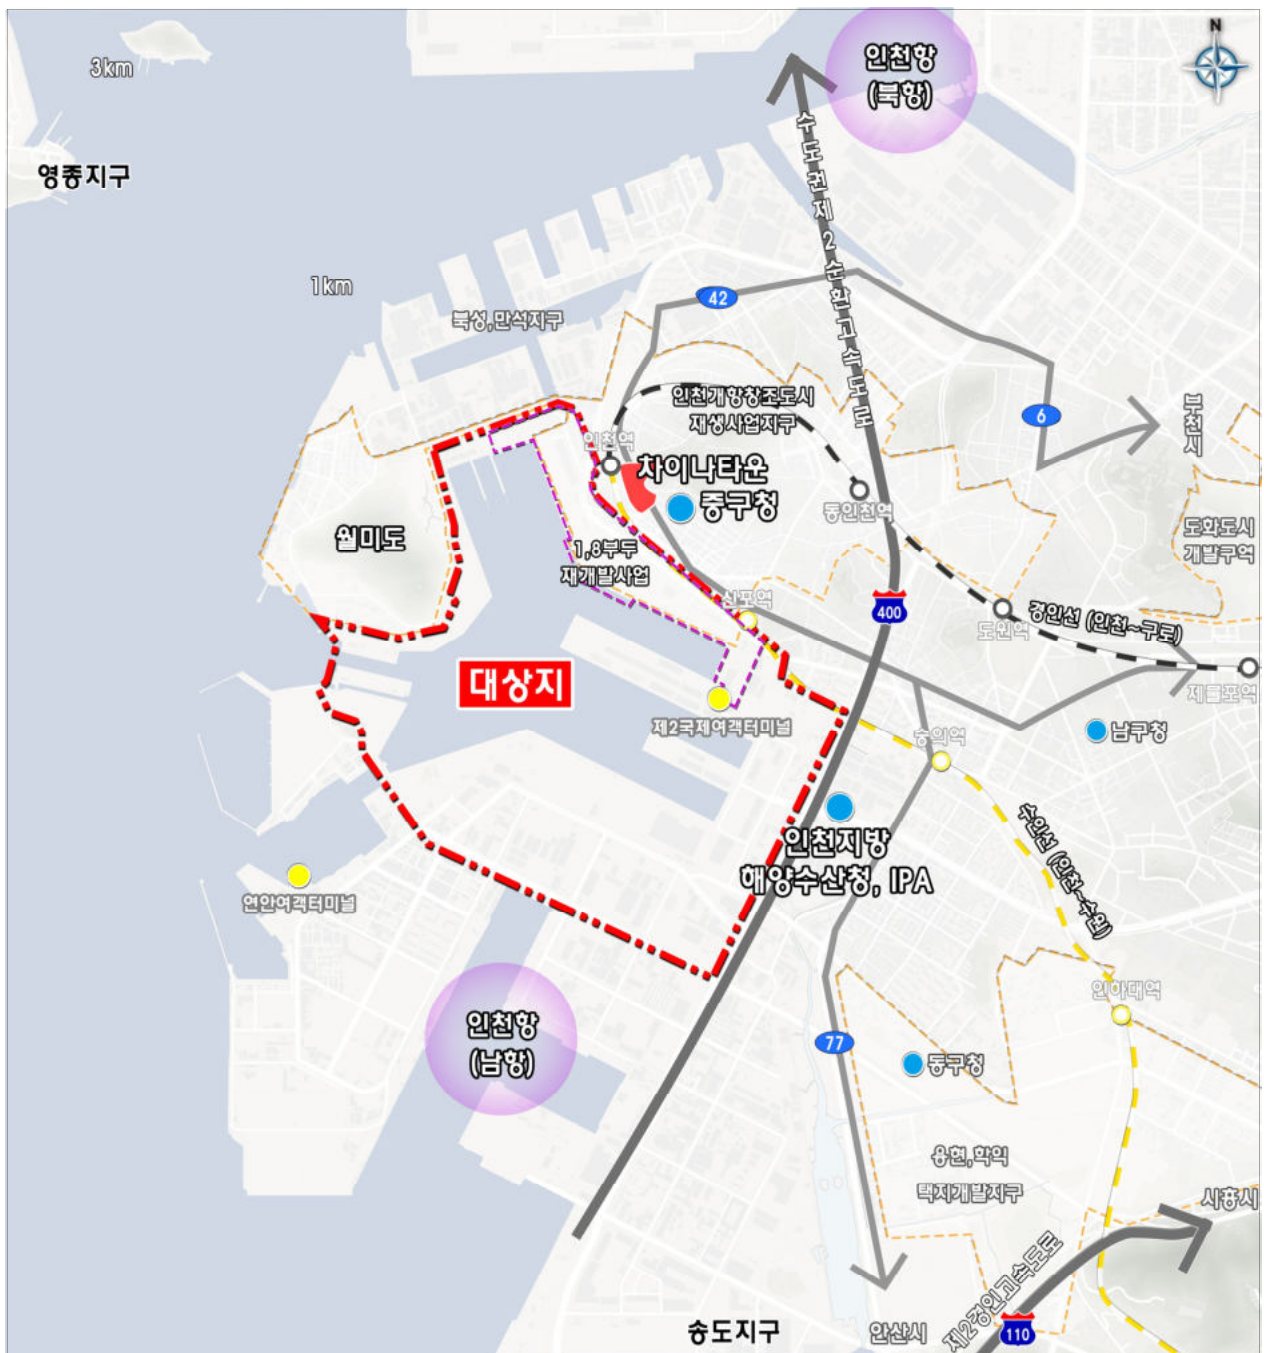 N
인천항
(북항)
3km
영종지구
수도권제2순환고속도로
1km
42
북성,만석지구
6
부천시
인천개항창조도시
재생사업지구
인천역
차이나타운
중구청
동인천역
월미도
도화도시
개발구역
1,8부두
재개발사업
신포역
400
도원역
경인선 (인천~구로)
제물포역
대상지
제2국제여객터미널
남구청
숭의역
인천지방
해양수산청, IPA
수인선 (인천~수원)
연안여객터미널
인하대역
인천항
(남항)
77
동구청
용현,학익
택지개발지구
시흥시
제2경인고속도로
송도지구
안산시
110